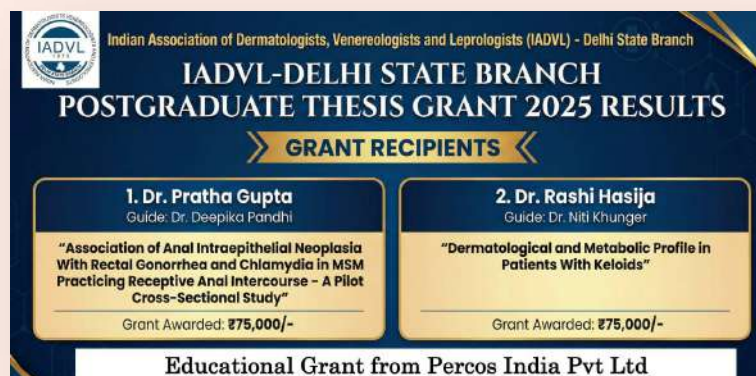 IADVL
1973
Indian Association of Dermatologists, Venereologists and Leprologists (IADVL) - Delhi State Branch
IADVL-DELHI STATE BRANCH
POSTGRADUATE THESIS GRANT 2025 RESULTS
GRANT RECIPIENTS
1. Dr. Pratha Gupta
Guide: Dr. Deepika Pandhi
“Association of Anal Intraepithelial Neoplasia
With Rectal Gonorrhea and Chlamydia in MSM
Practicing Receptive Anal Intercourse - A Pilot
Cross-Sectional Study”
Grant Awarded: ₹75,000/-
2. Dr. Rashi Hasija
Guide: Dr. Niti Khunger
“Dermatological and Metabolic Profile in
Patients With Keloids”
Grant Awarded: ₹75,000/-
Educational Grant from Percos India Pvt Ltd